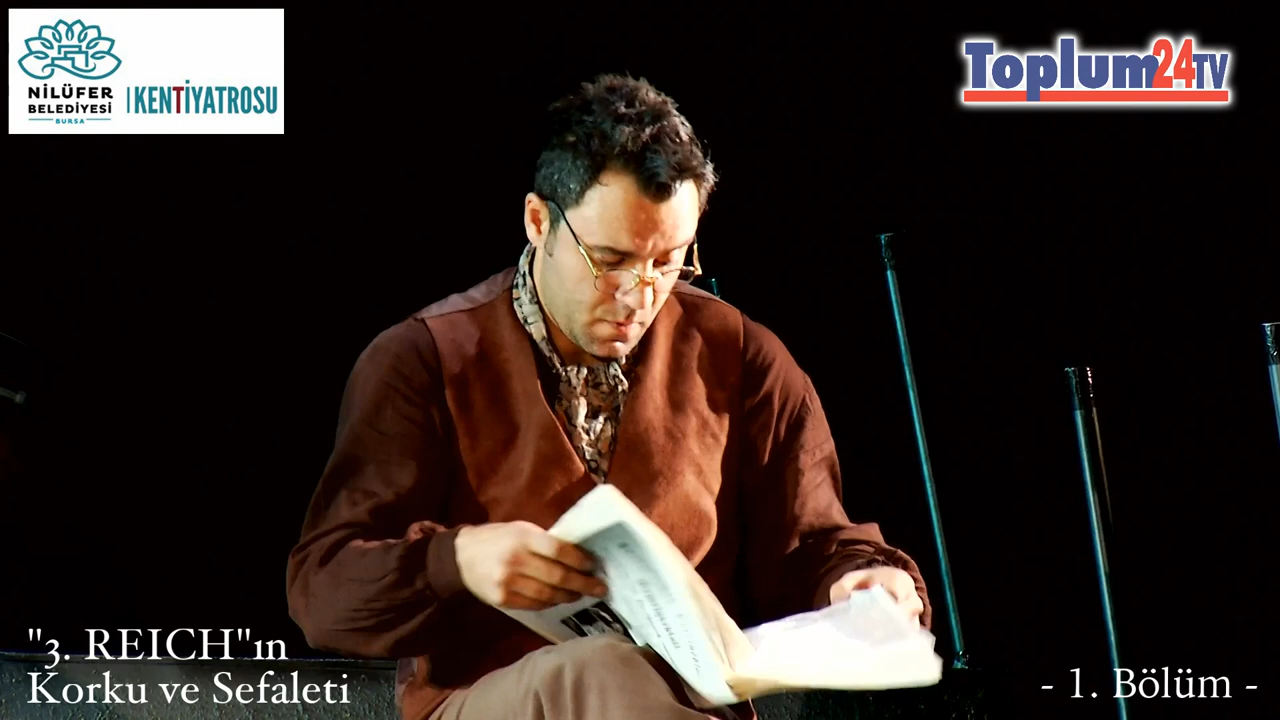 NİLÜFER
BELEDİYESİ
BURSA
KENTİYATROSU
Toplum24TV
"3. REICH"ın
Korku ve Sefaleti
- 1. Bölüm -